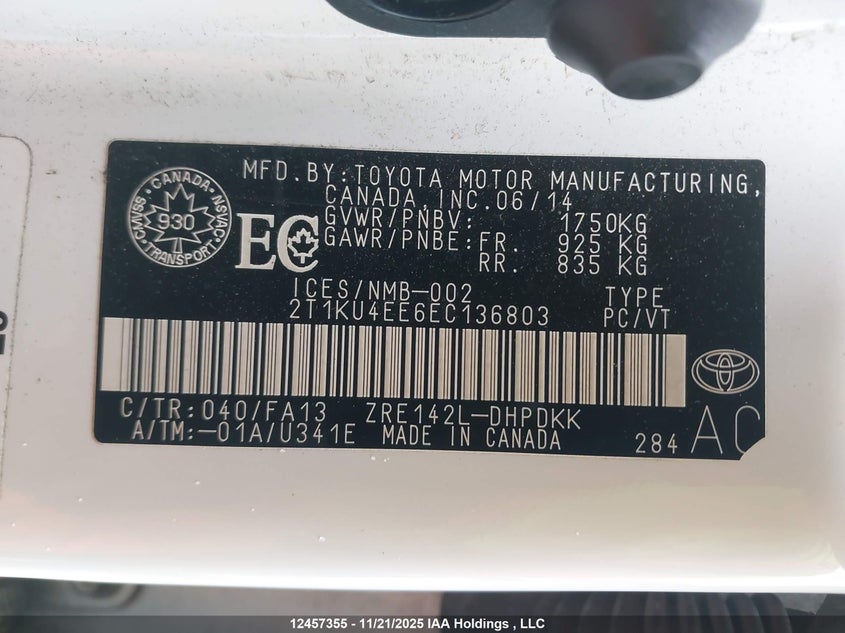 MFD.BY:TOYOTA MOTOR MANUFACTURING,
CANADA INC.06/14
GVWR/PNBV: 1750KG
GAWR/PNBE:FR. 925 KG
RR. 835 KG
CANADA
CMVSS
NSVAC
930
TRANSPORT
EC
ICES/NMB-002 TYPE
2T1KU4EE6EC136803 PC/VT
C/TR:040/FA13 ZRE142L-DHPDKK
A/TM:-01A/U341E MADE IN CANADA 284 AC
12457355 - 11/21/2025 IAA Holdings , LLC